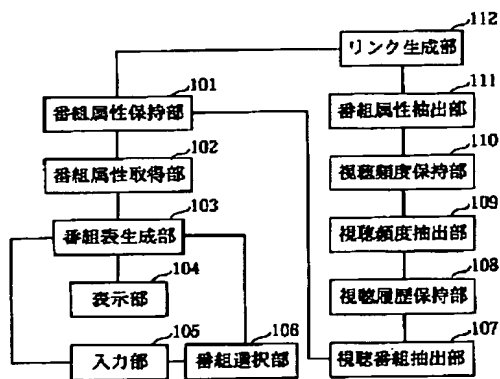 112
リンク生成部
101
番組属性保持部
111
番組属性抽出部
102
番組属性取得部
110
視聴頻度保持部
103
番組表生成部
109
視聴頻度抽出部
104
表示部
108
視聴履歴保持部
105
入力部
106
番組選択部
107
視聴番組抽出部